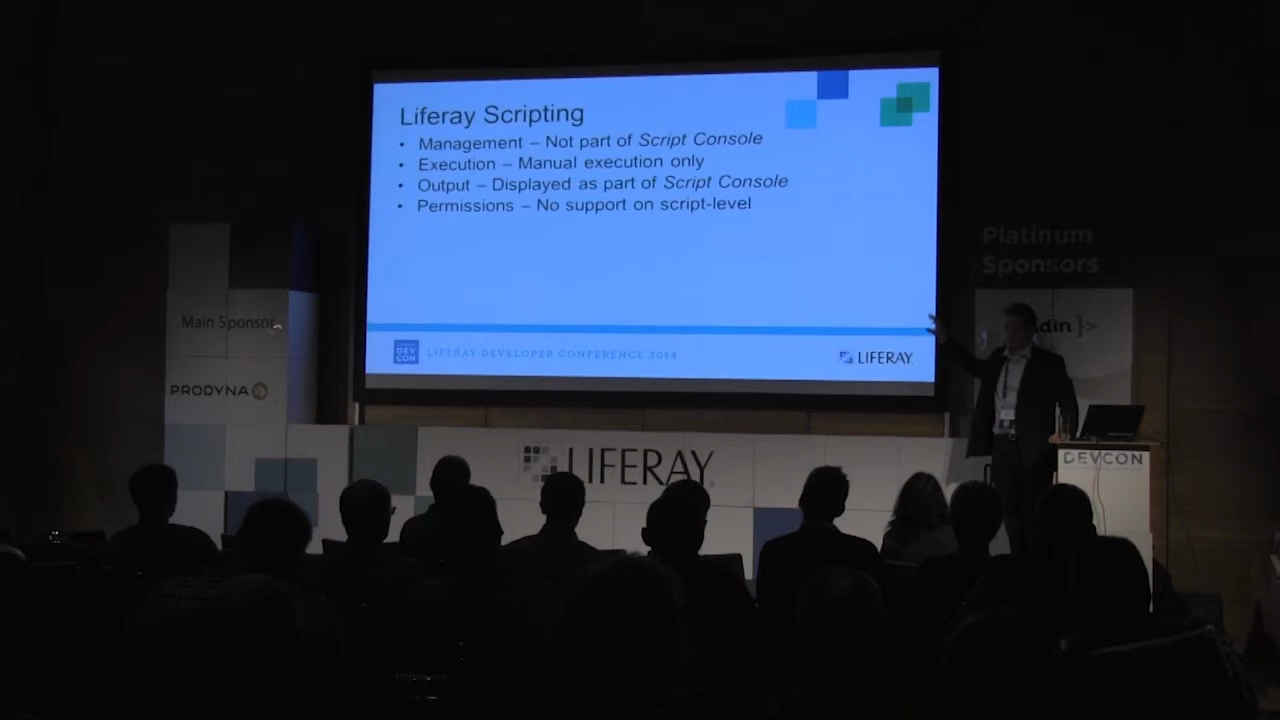 Liferay Scripting
• Management – Not part of Script Console
• Execution – Manual execution only
• Output – Displayed as part of Script Console
• Permissions – No support on script-level
DEV
CON
LIFERAY DEVELOPER CONFERENCE 2014
LIFERAY.
Platinum
Sponsors
Main Sponsor
din }>
PRODYNA
LIFERAY.
DEVCON